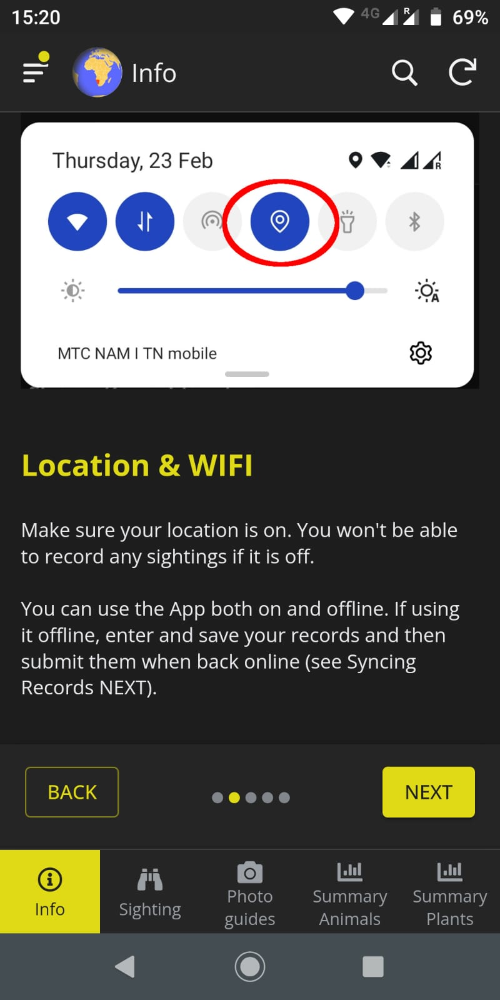 15:20
4G
R
69%
Info
Thursday, 23 Feb
R
A
MTC NAM I TN mobile
Location & WIFI
Make sure your location is on. You won't be able
to record any sightings if it is off.
You can use the App both on and offline. If using
it offline, enter and save your records and then
submit them when back online (see Syncing
Records NEXT).
BACK
NEXT
Info
Sighting
Photo
guides
Summary
Animals
Summary
Plants